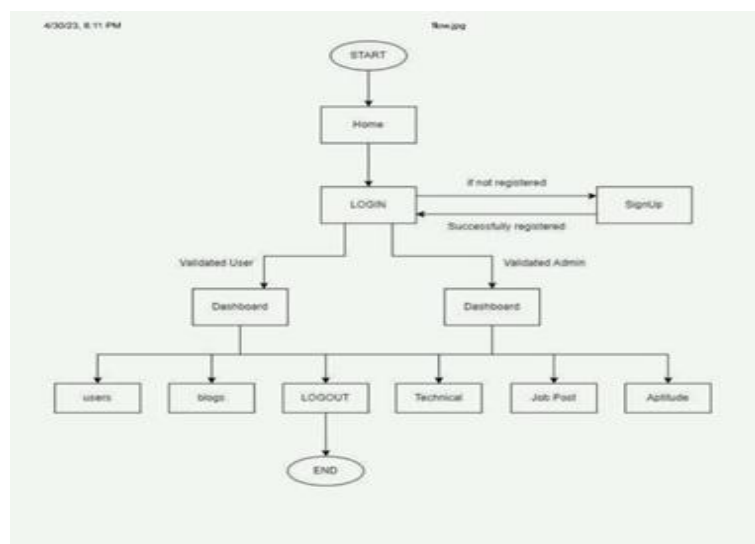 4/30/23, 8:11 PM
flow.jpg
START
Home
LOGIN
if not registered
SignUp
Successfully registered
Validated User
Validated Admin
Dashboard
Dashboard
users
blogs
LOGOUT
Technical
Job Post
Aptitude
END